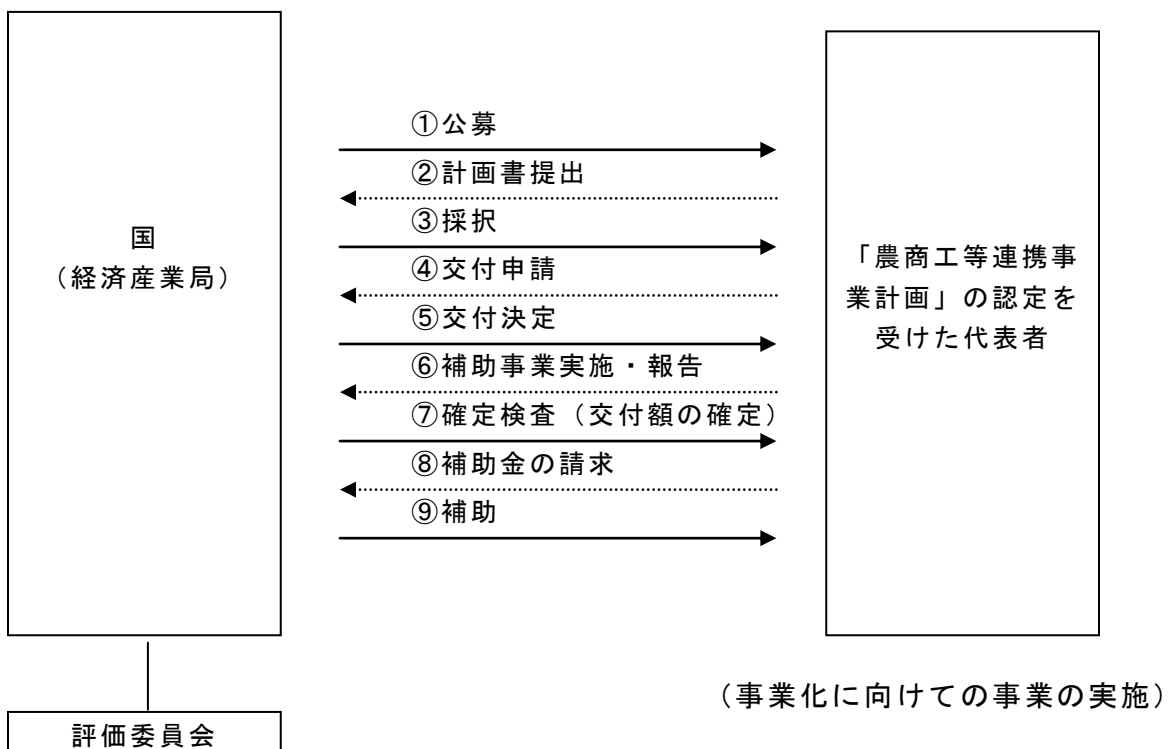 国
（経済産業局）
①公募
②計画書提出
③採択
④交付申請
⑤交付決定
⑥補助事業実施・報告
⑦確定検査（交付額の確定）
⑧補助金の請求
⑨補助
「農商工等連携事
業計画」の認定を
受けた代表者
（事業化に向けての事業の実施）
評価委員会